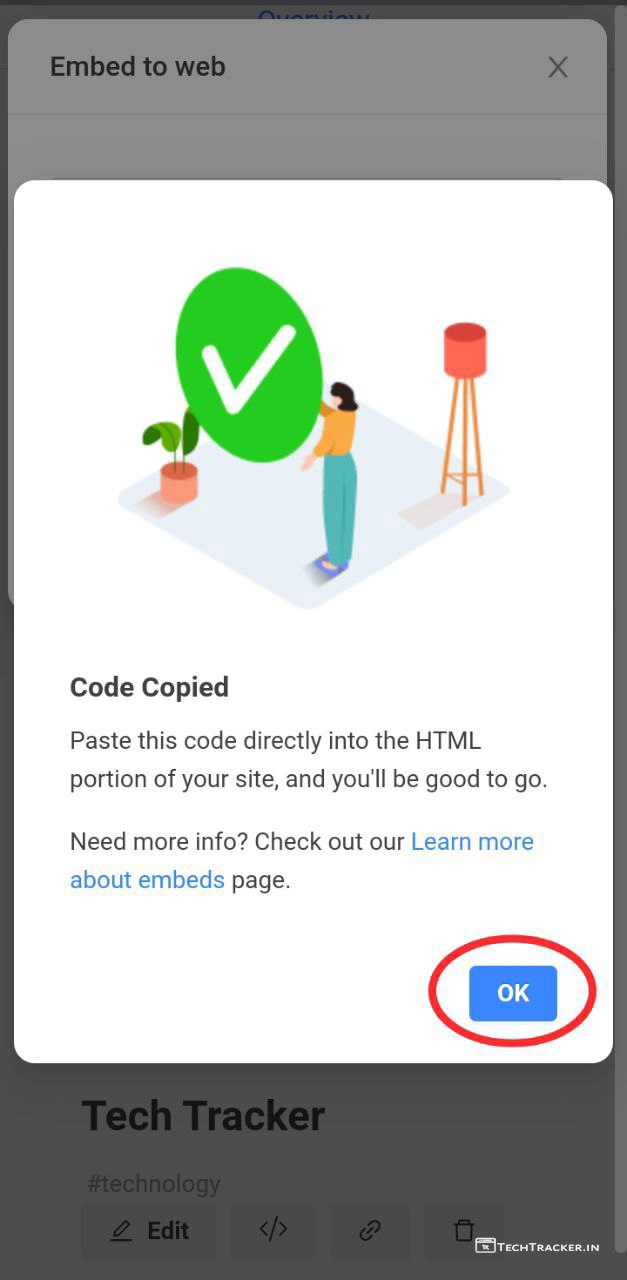 Overview
Embed to web
Code Copied
Paste this code directly into the HTML
portion of your site, and you'll be good to go.
Need more info? Check out our Learn more
about embeds page.
OK
Tech Tracker
#technology
Edit
TECHTRACKER.IN